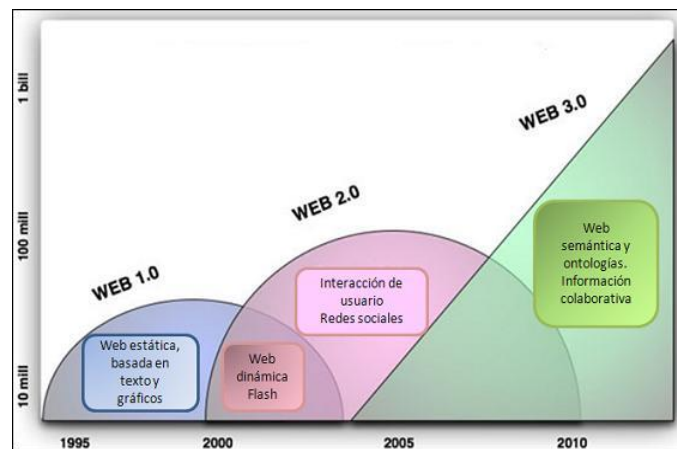 1 bill
100 mill
10 mill
WEB 1.0
WEB 2.0
WEB 3.0
Web estática,
basada en
texto y
gráficos
Web
dinámica
Flash
Interacción de
usuario
Redes sociales
Web
semántica y
ontologías.
Información
colaborativa
1995
2000
2005
2010